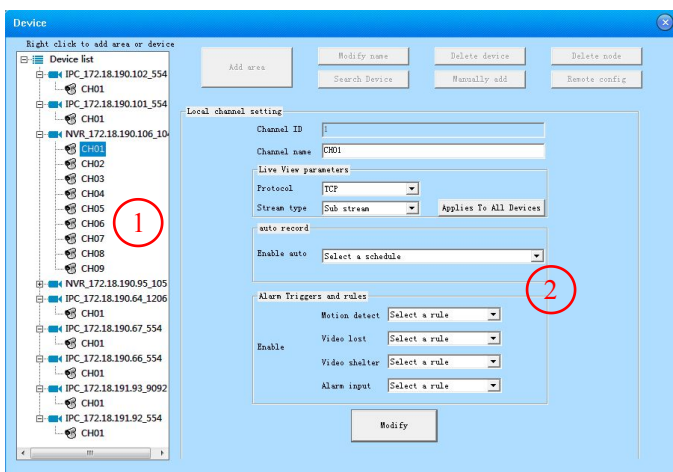 Device
Right click to add area or device
Device list
IPC_172.18.190.102_554
CH01
IPC_172.18.190.101_554
CH01
NVR_172.18.190.106_10
CH01
CH02
CH03
CH04
CH05
CH06
CH07
CH08
CH09
NVR_172.18.190.95_105
IPC_172.18.190.64_1206
CH01
IPC_172.18.190.67_554
CH01
IPC_172.18.190.66_554
CH01
IPC_172.18.191.93_9092
CH01
IPC_172.18.191.92_554
CH01
1
Add area
Modify name
Delete device
Delete node
Search Device
Manually add
Remote config
Local channel setting
Channel ID 1
Channel name CH01
Live View parameters
Protocol TCP
Stream type Sub stream Applies To All Devices
auto record
Enable auto Select a schedule
2
Alarm Triggers and rules
Enable
Motion detect Select a rule
Video lost Select a rule
Video shelter Select a rule
Alarm input Select a rule
Modify